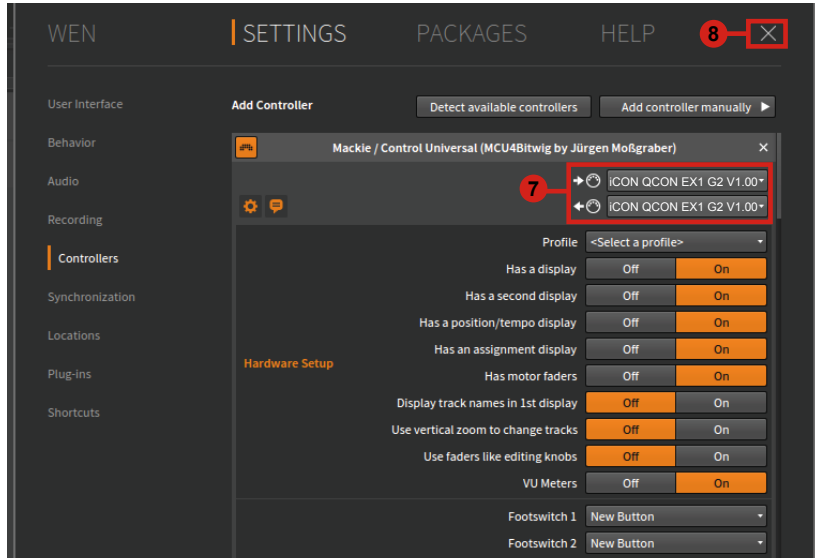 WEN SETTINGS PACKAGES HELP 8
User Interface
Behavior
Audio
Recording
Controllers
Synchronization
Locations
Plug-ins
Shortcuts
Add Controller Detect available controllers Add controller manually
Mackie / Control Universal (MCU4Bitwig by Jürgen Moßgraber)
7
iCON QCON EX1 G2 V1.00
iCON QCON EX1 G2 V1.00
Hardware Setup
Profile <Select a profile>
Has a display Off On
Has a second display Off On
Has a position/tempo display Off On
Has an assignment display Off On
Has motor faders Off On
Display track names in 1st display Off On
Use vertical zoom to change tracks Off On
Use faders like editing knobs Off On
VU Meters Off On
Footswitch 1 New Button
Footswitch 2 New Button